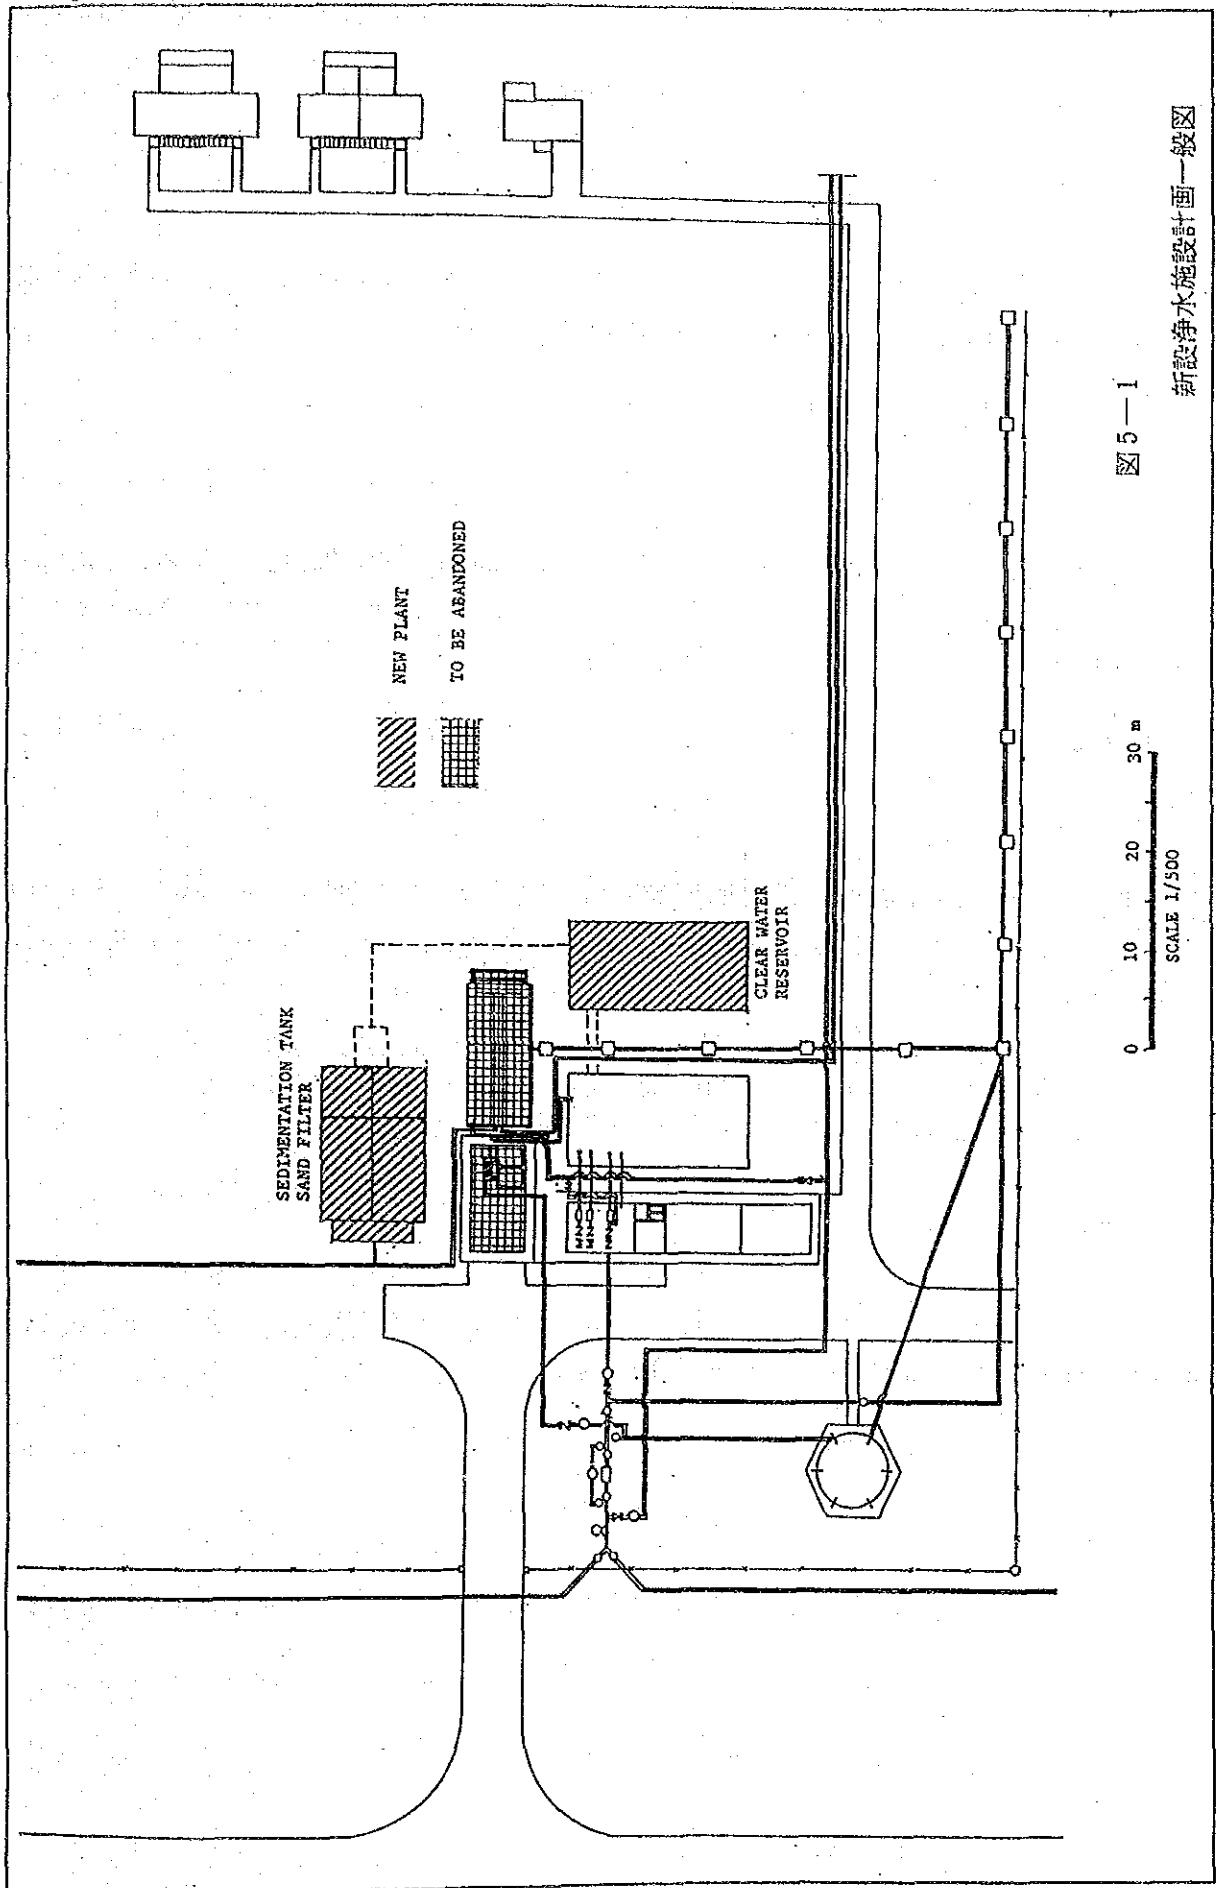 SEDIMENTATION TANK
SAND FILTER
CLEAR WATER
RESERVOIR
NEW PLANT
TO BE ABANDONED
0 10 20 30 m
SCALE 1/500
図5-1
新設浄水施設計画一般図